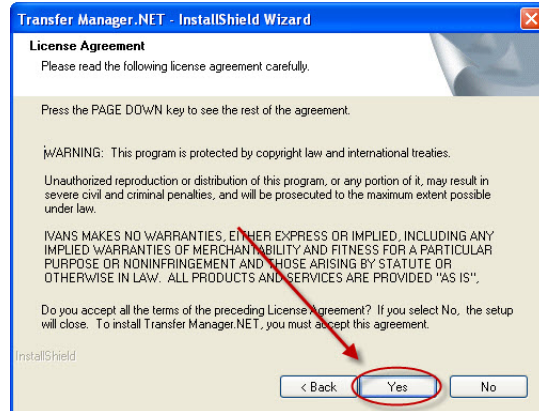 Transfer Manager.NET - InstallShield Wizard
License Agreement
Please read the following license agreement carefully.
Press the PAGE DOWN key to see the rest of the agreement.
WARNING: This program is protected by copyright law and international treaties.
Unauthorized reproduction or distribution of this program, or any portion of it, may result in
severe civil and criminal penalties, and will be prosecuted to the maximum extent possible
under law.
IVANS MAKES NO WARRANTIES, EITHER EXPRESS OR IMPLIED, INCLUDING ANY
IMPLIED WARRANTIES OF MERCHANTABILITY AND FITNESS FOR A PARTICULAR
PURPOSE OR NONINFRINGEMENT AND THOSE ARISING BY STATUTE OR
OTHERWISE IN LAW. ALL PRODUCTS AND SERVICES ARE PROVIDED "AS IS",
Do you accept all the terms of the preceding License Agreement? If you select No, the setup
will close. To install Transfer Manager.NET, you must accept this agreement.
InstallShield
< Back Yes No